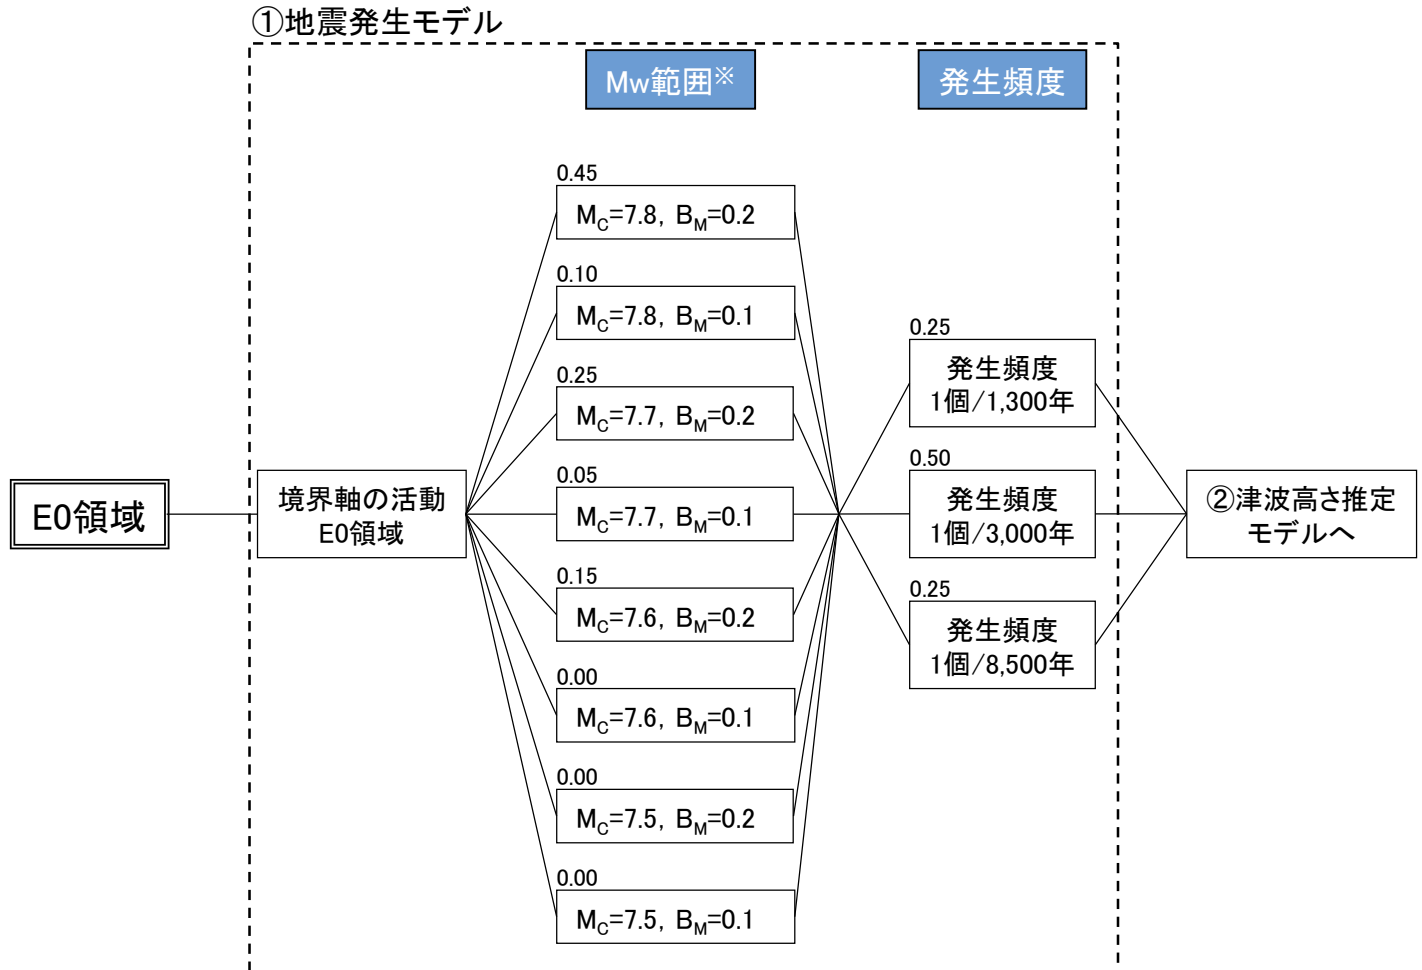 ①地震発生モデル
Mw範囲※
発生頻度
0.45
MC=7.8, BM=0.2
0.10
MC=7.8, BM=0.1
0.25
MC=7.7, BM=0.2
0.05
MC=7.7, BM=0.1
0.15
MC=7.6, BM=0.2
0.00
MC=7.6, BM=0.1
0.00
MC=7.5, BM=0.2
0.00
MC=7.5, BM=0.1
E0領域
境界軸の活動
E0領域
0.25
発生頻度
1個/1,300年
0.50
発生頻度
1個/3,000年
0.25
発生頻度
1個/8,500年
②津波高さ推定
モデルへ